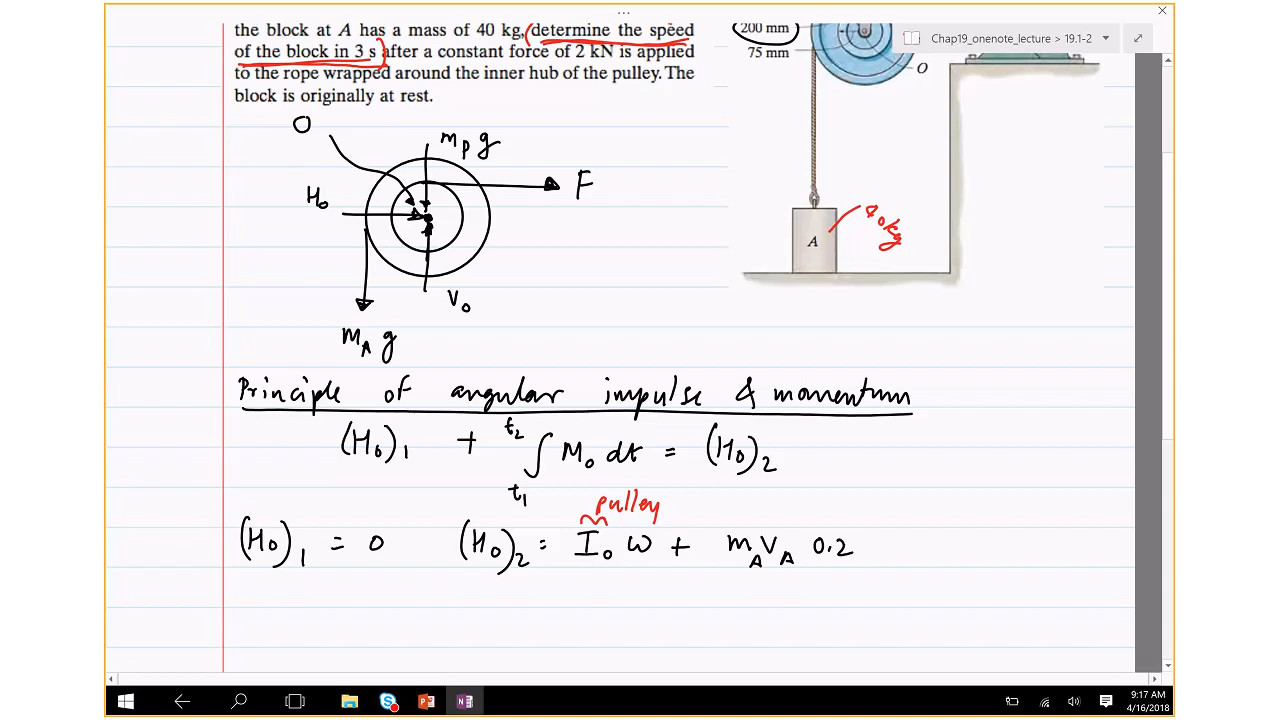 the block at A has a mass of 40 kg, determine the speed
of the block in 3 s after a constant force of 2 kN is applied
to the rope wrapped around the inner hub of the pulley. The
block is originally at rest.
200 mm
75 mm
O
Chap19_onenote_lecture > 19.1-2
A
40kg
O
mP g
F
Ho
Vo
mA g
Principle of angular impulse & momentum
(Ho)1 + ∫t1t2 Mo dt = (Ho)2
pulley
(Ho)1 = 0 (Ho)2 = Io ω + mA VA 0.2
9:17 AM
4/16/2018